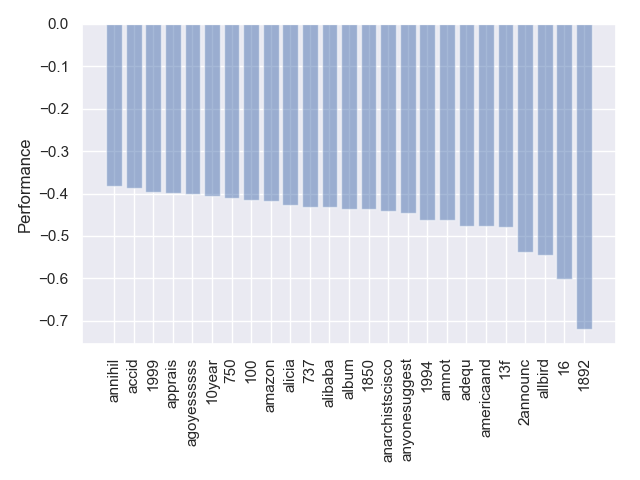 0.0
−0.1
−0.2
−0.3
−0.4
−0.5
−0.6
−0.7
Performance
annihil
accid
1999
apprais
agoyessssss
10year
750
100
amazon
alicia
737
alibaba
album
1850
anarchistscisco
anyonesuggest
1994
amnot
adequ
americaand
13f
2announc
allbird
16
1892